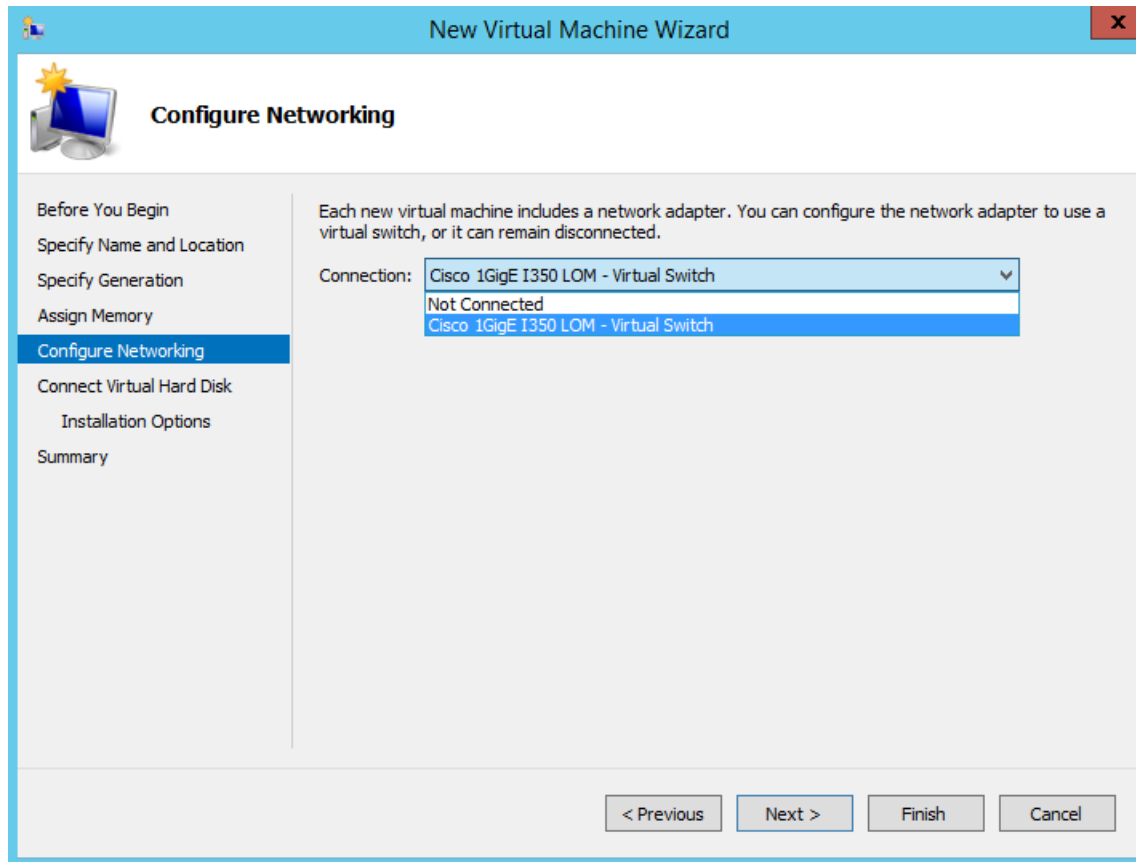 New Virtual Machine Wizard
X
Configure Networking
Before You Begin
Specify Name and Location
Specify Generation
Assign Memory
Configure Networking
Connect Virtual Hard Disk
Installation Options
Summary
Each new virtual machine includes a network adapter. You can configure the network adapter to use a
virtual switch, or it can remain disconnected.
Connection: Cisco 1GigE I350 LOM - Virtual Switch
Not Connected
Cisco 1GigE I350 LOM - Virtual Switch
< Previous Next > Finish Cancel